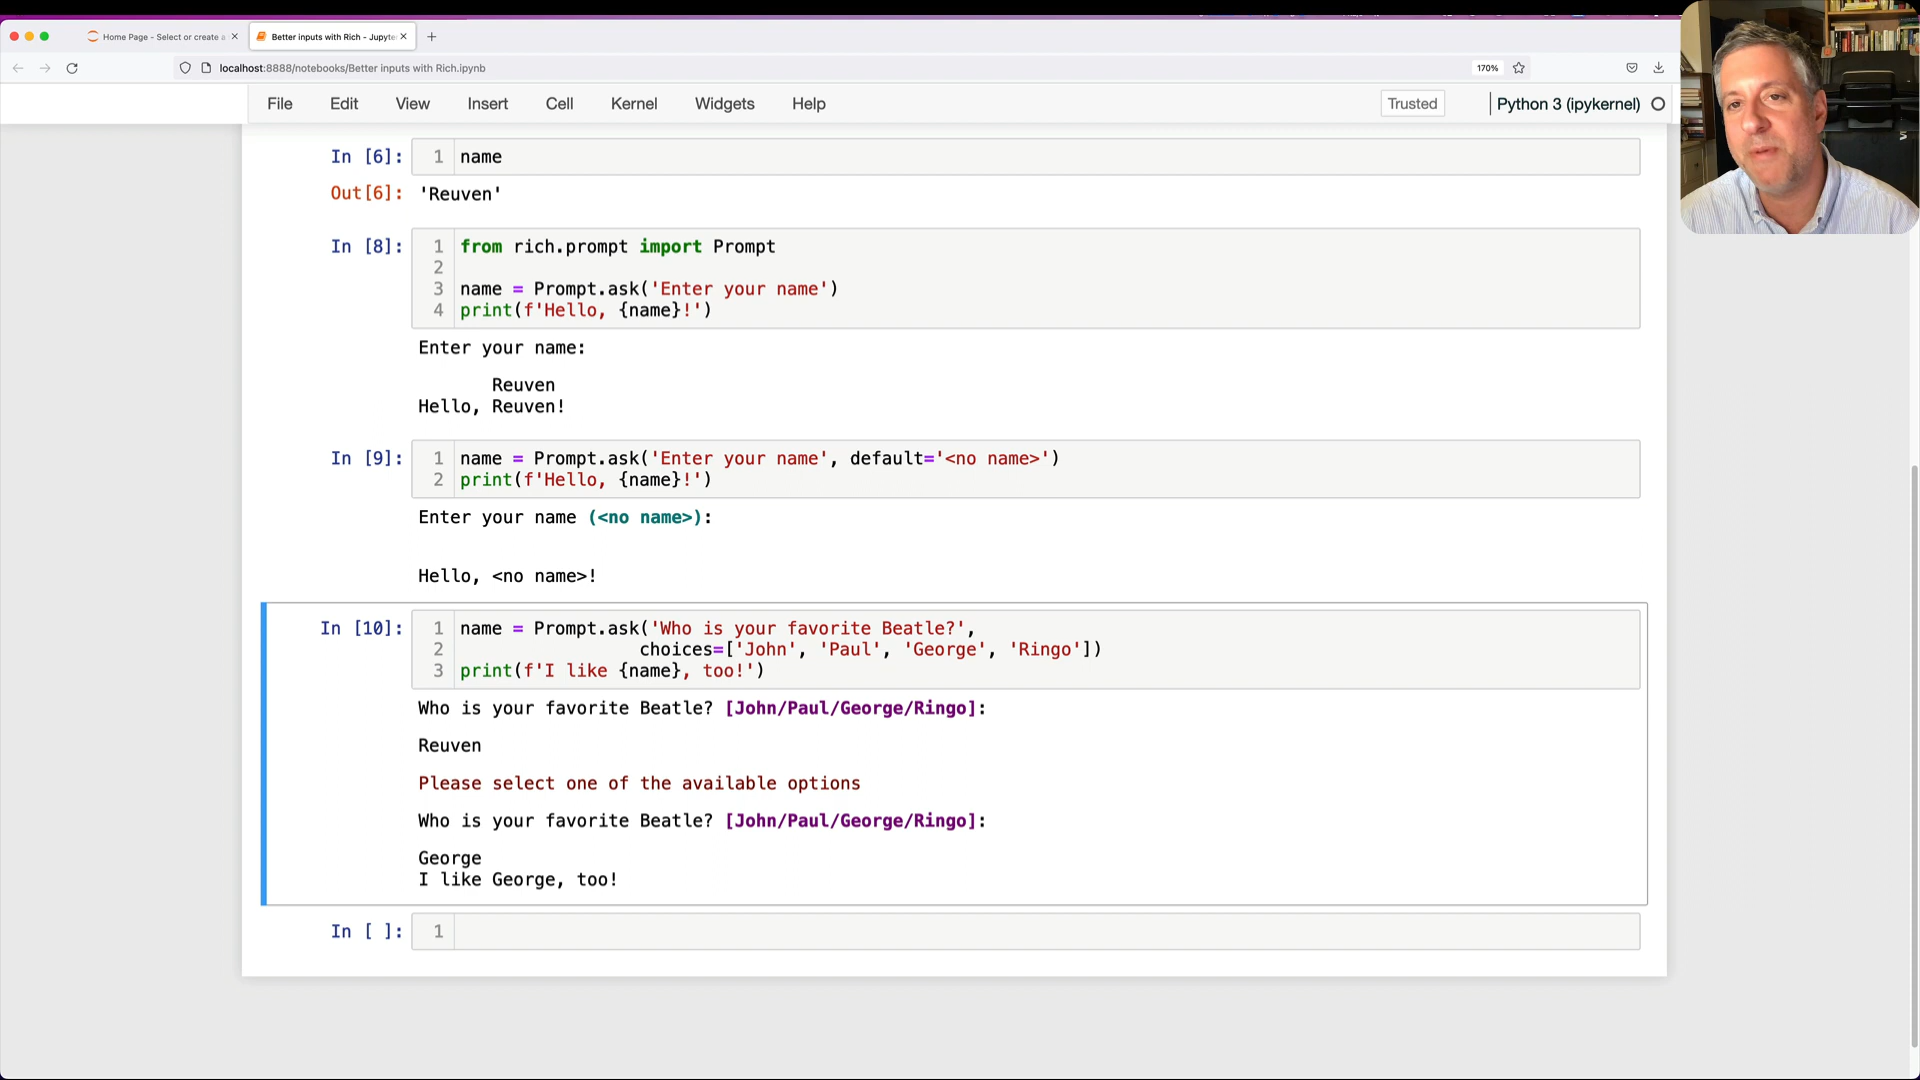 Home Page - Select or create a
Better inputs with Rich - Jupyte
localhost:8888/notebooks/Better inputs with Rich.ipynb
170%
File Edit View Insert Cell Kernel Widgets Help
Trusted
Python 3 (ipykernel)
In [6]: 1 name
Out[6]: 'Reuven'
In [8]: 1 from rich.prompt import Prompt
2
3 name = Prompt.ask('Enter your name')
4 print(f'Hello, {name}!')
Enter your name:
Reuven
Hello, Reuven!
In [9]: 1 name = Prompt.ask('Enter your name', default='<no name>')
2 print(f'Hello, {name}!')
Enter your name (<no name>):
Hello, <no name>!
In [10]: 1 name = Prompt.ask('Who is your favorite Beatle?',
2 choices=['John', 'Paul', 'George', 'Ringo'])
3 print(f'I like {name}, too!')
Who is your favorite Beatle? [John/Paul/George/Ringo]:
Reuven
Please select one of the available options
Who is your favorite Beatle? [John/Paul/George/Ringo]:
George
I like George, too!
In [ ]: 1